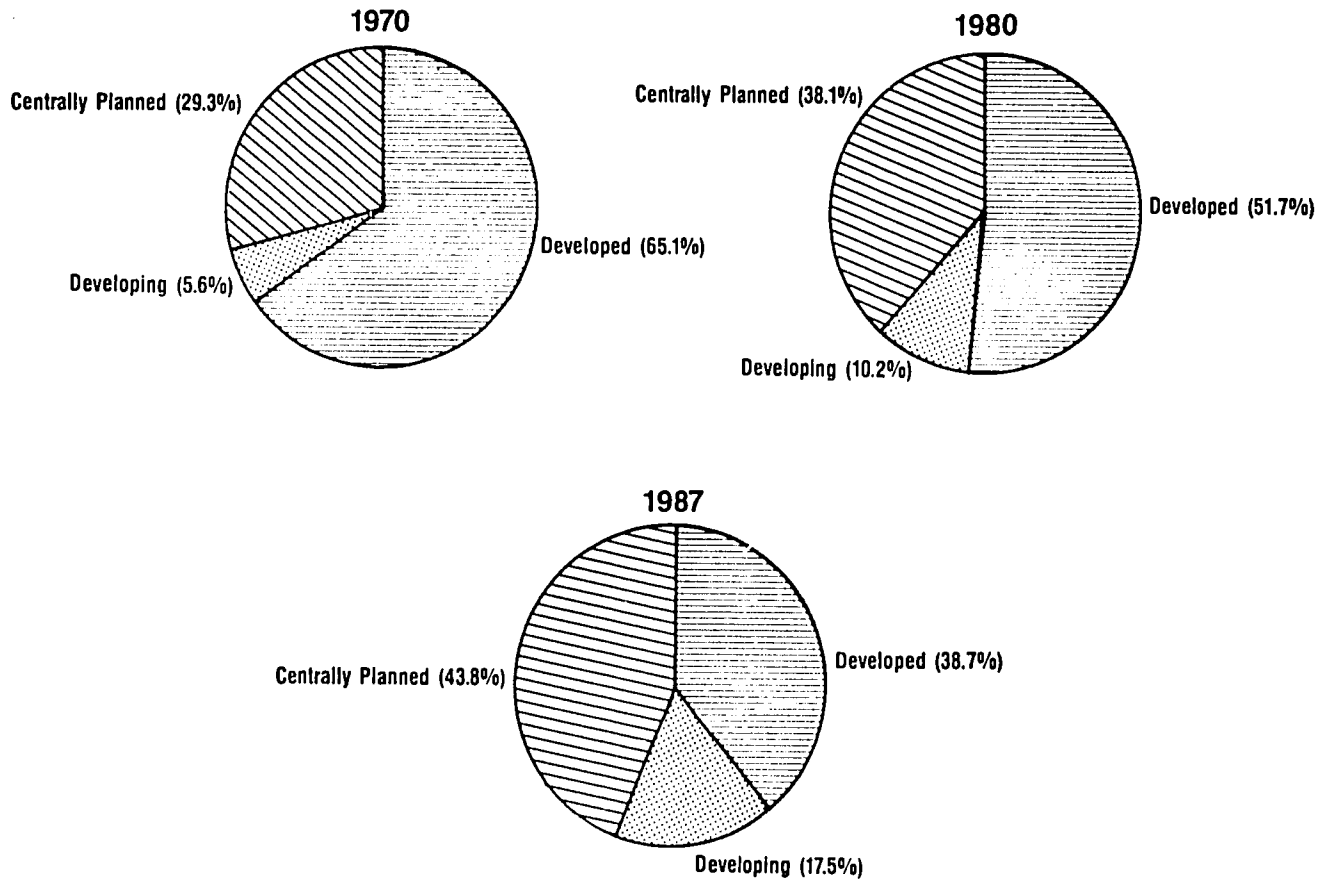 1970
Centrally Planned (29.3%)
Developed (65.1%)
Developing (5.6%)
1980
Centrally Planned (38.1%)
Developed (51.7%)
Developing (10.2%)
1987
Centrally Planned (43.8%)
Developed (38.7%)
Developing (17.5%)